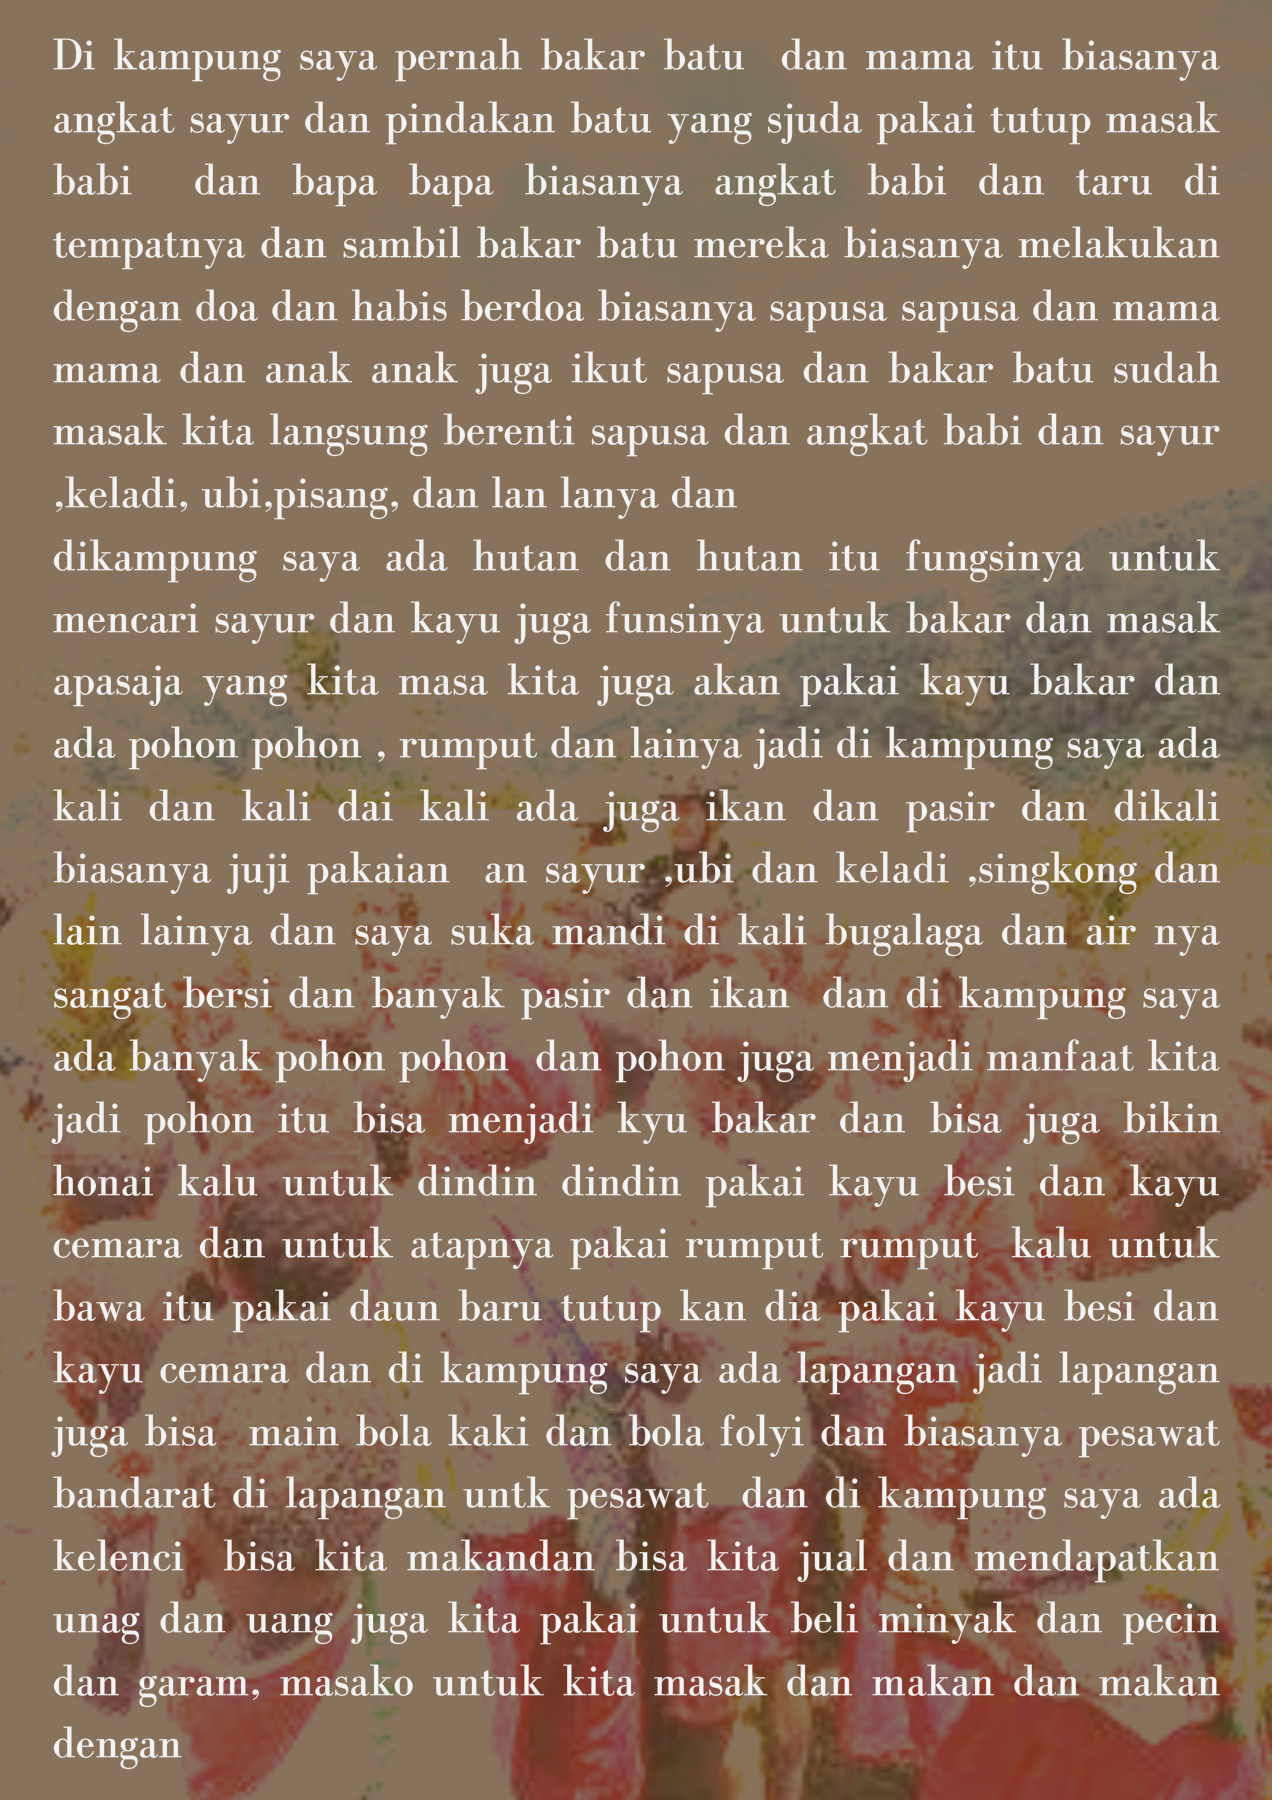 Di kampung saya pernah bakar batu dan mama itu biasanya
angkat sayur dan pindakan batu yang sjuda pakai tutup masak
babi dan bapa bapa biasanya angkat babi dan taru di
tempatnya dan sambil bakar batu mereka biasanya melakukan
dengan doa dan habis berdoa biasanya sapusa sapusa dan mama
mama dan anak anak juga ikut sapusa dan bakar batu sudah
masak kita langsung berenti sapusa dan angkat babi dan sayur
,keladi, ubi,pisang, dan lan lanya dan
dikampung saya ada hutan dan hutan itu fungsinya untuk
mencari sayur dan kayu juga funsinya untuk bakar dan masak
apasaja yang kita masa kita juga akan pakai kayu bakar dan
ada pohon pohon , rumput dan lainya jadi di kampung saya ada
kali dan kali dai kali ada juga ikan dan pasir dan dikali
biasanya juji pakaian an sayur ,ubi dan keladi ,singkong dan
lain lainya dan saya suka mandi di kali bugalaga dan air nya
sangat bersi dan banyak pasir dan ikan dan di kampung saya
ada banyak pohon pohon dan pohon juga menjadi manfaat kita
jadi pohon itu bisa menjadi kyu bakar dan bisa juga bikin
honai kalu untuk dindin dindin pakai kayu besi dan kayu
cemara dan untuk atapnya pakai rumput rumput kalu untuk
bawa itu pakai daun baru tutup kan dia pakai kayu besi dan
kayu cemara dan di kampung saya ada lapangan jadi lapangan
juga bisa main bola kaki dan bola folyi dan biasanya pesawat
bandarat di lapangan untk pesawat dan di kampung saya ada
kelenci bisa kita makandan bisa kita jual dan mendapatkan
unag dan uang juga kita pakai untuk beli minyak dan pecin
dan garam, masako untuk kita masak dan makan dan makan
dengan